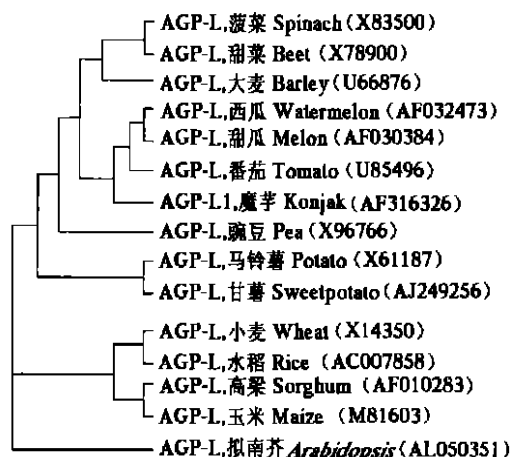 AGP-L,菠菜 Spinach(X83500)
AGP-L,甜菜 Beet(X78900)
AGP-L,大麦 Barley(U66876)
AGP-L,西瓜 Watermelon(AF032473)
AGP-L,甜瓜 Melon(AF030384)
AGP-L,番茄 Tomato(U85496)
AGP-L1,魔芋 Konjak(AF316326)
AGP-L,豌豆 Pea(X96766)
AGP-L,马铃薯 Potato(X61187)
AGP-L,甘薯 Sweetpotato(AJ249256)
AGP-L,小麦 Wheat(X14350)
AGP-L,水稻 Rice(AC007858)
AGP-L,高粱 Sorghum(AF010283)
AGP-L,玉米 Maize(M81603)
AGP-L,拟南芥 Arabidopsis(AL050351)